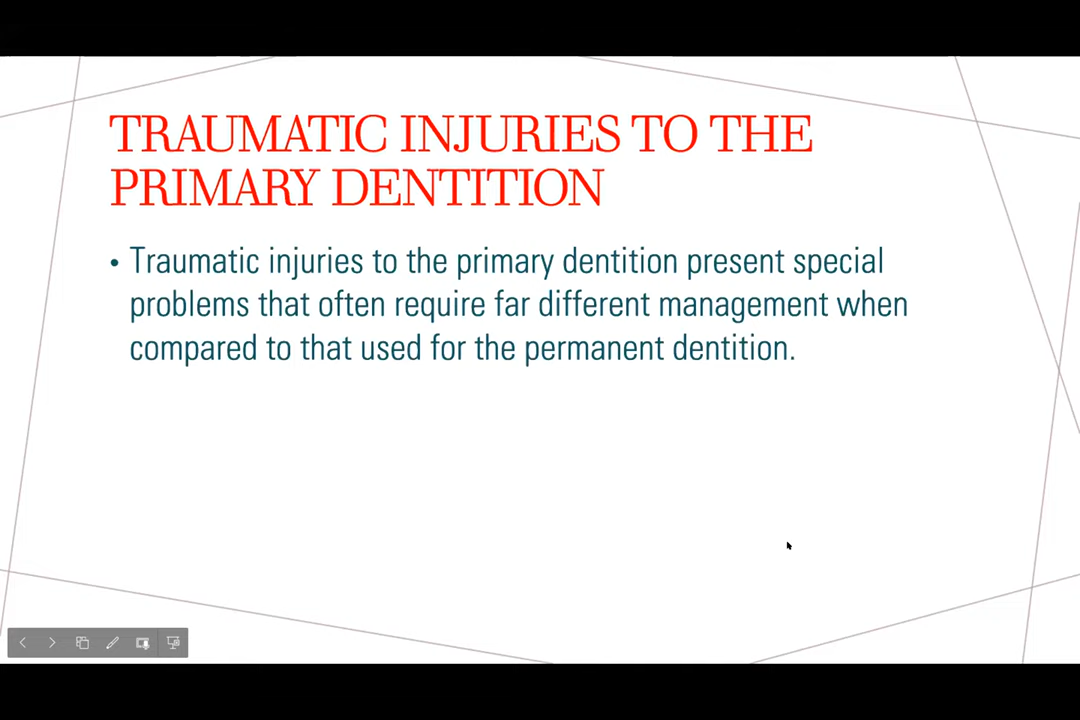 TRAUMATIC INJURIES TO THE
PRIMARY DENTITION
• Traumatic injuries to the primary dentition present special
problems that often require far different management when
compared to that used for the permanent dentition.